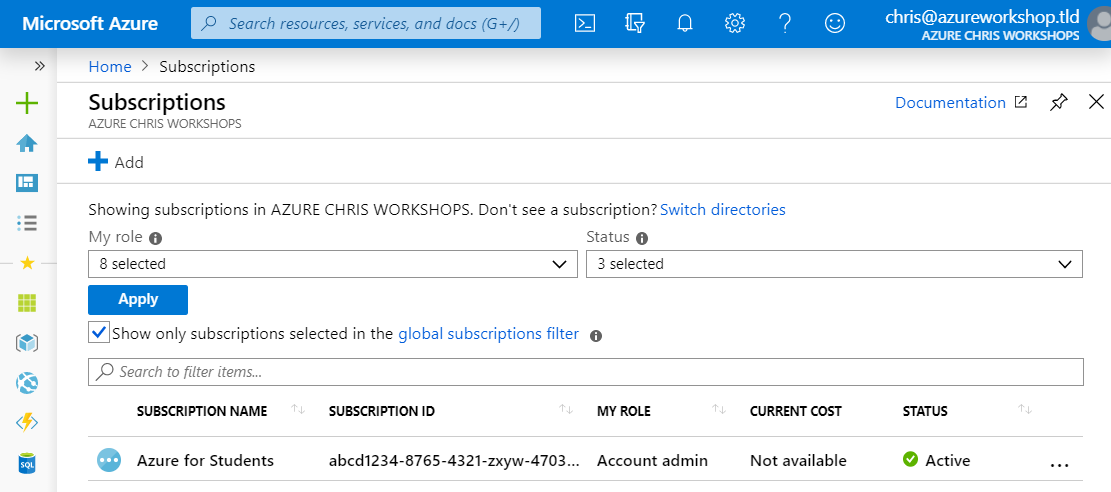 Microsoft Azure
Search resources, services, and docs (G+/)
chris@azureworkshop.tld
AZURE CHRIS WORKSHOPS
Home > Subscriptions
Subscriptions
AZURE CHRIS WORKSHOPS
Documentation
Add
Showing subscriptions in AZURE CHRIS WORKSHOPS. Don't see a subscription? Switch directories
My role
Status
8 selected
3 selected
Apply
Show only subscriptions selected in the global subscriptions filter
Search to filter items...
SUBSCRIPTION NAME SUBSCRIPTION ID MY ROLE CURRENT COST STATUS
Azure for Students abcd1234-8765-4321-zxyw-4703... Account admin Not available Active ...
SQL